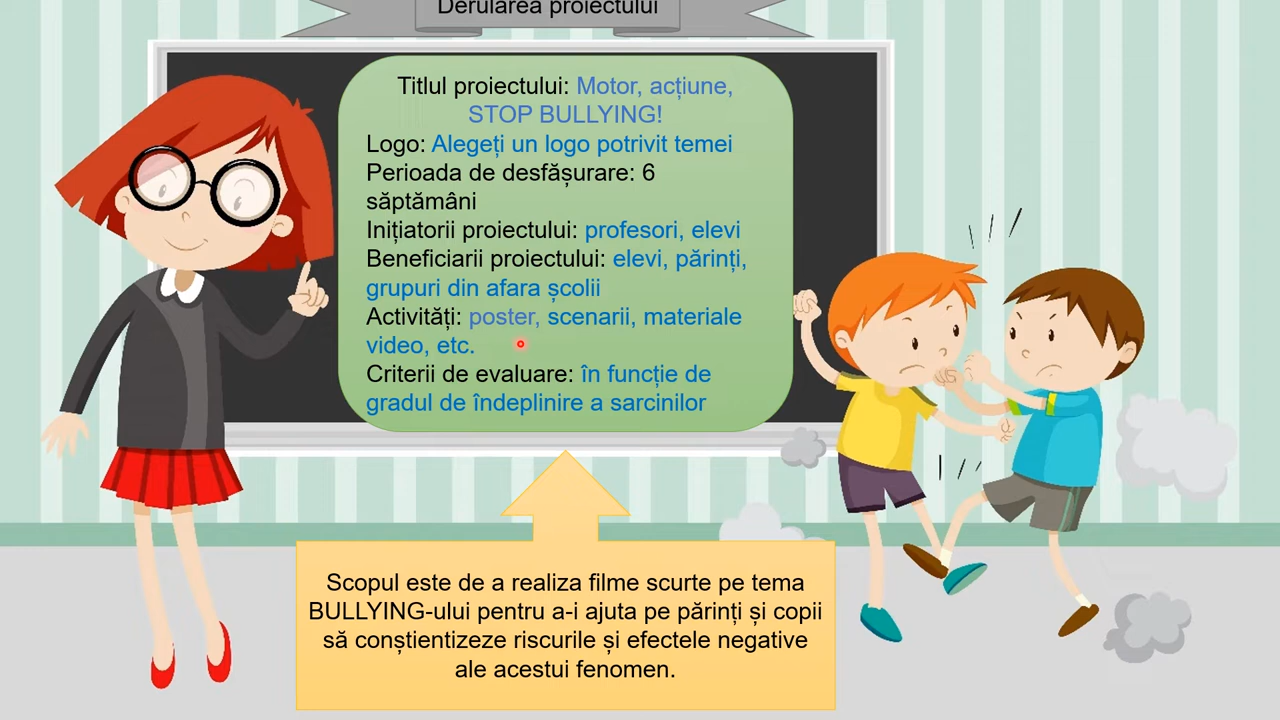 Derularea proiectului
Titlul proiectului: Motor, acțiune,
STOP BULLYING!
Logo: Alegeți un logo potrivit temei
Perioada de desfășurare: 6
săptămâni
Inițiatorii proiectului: profesori, elevi
Beneficiarii proiectului: elevi, părinți,
grupuri din afara școlii
Activități: poster, scenarii, materiale
video, etc.
Criterii de evaluare: în funcție de
gradul de îndeplinire a sarcinilor
Scopul este de a realiza filme scurte pe tema
BULLYING-ului pentru a-i ajuta pe părinți și copii
să conștientizeze riscurile și efectele negative
ale acestui fenomen.